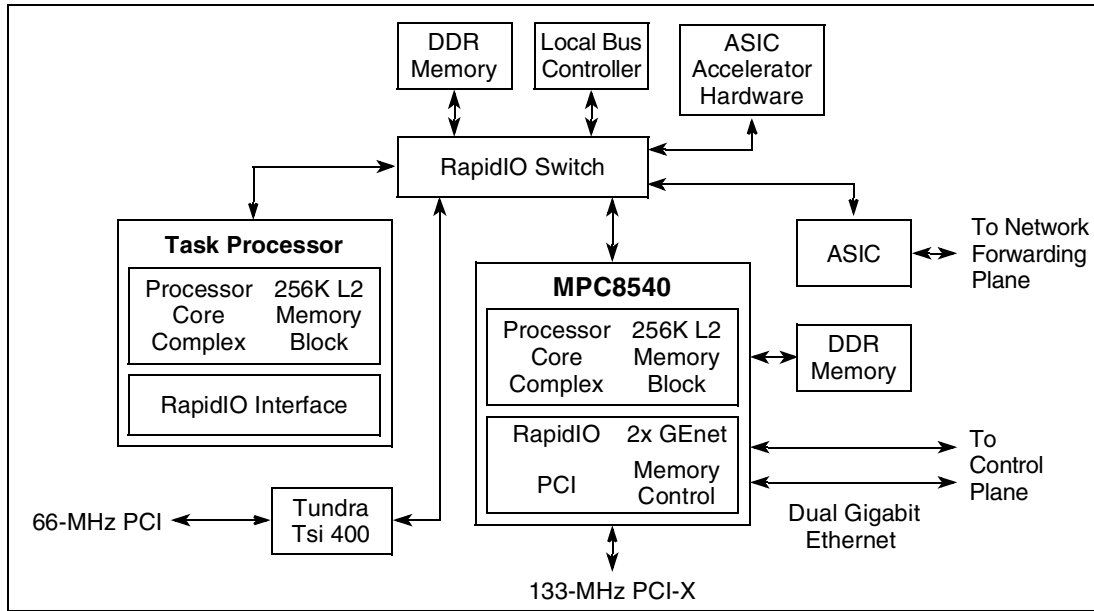 DDR
Memory
Local Bus
Controller
ASIC
Accelerator
Hardware
RapidIO Switch
Task Processor
Processor
Core
Complex
256K L2
Memory
Block
RapidIO Interface
MPC8540
Processor
Core
Complex
256K L2
Memory
Block
RapidIO
2x GEnet
PCI
Memory
Control
ASIC
To Network
Forwarding
Plane
DDR
Memory
To
Control
Plane
Dual Gigabit
Ethernet
66-MHz PCI
Tundra
Tsi 400
133-MHz PCI-X